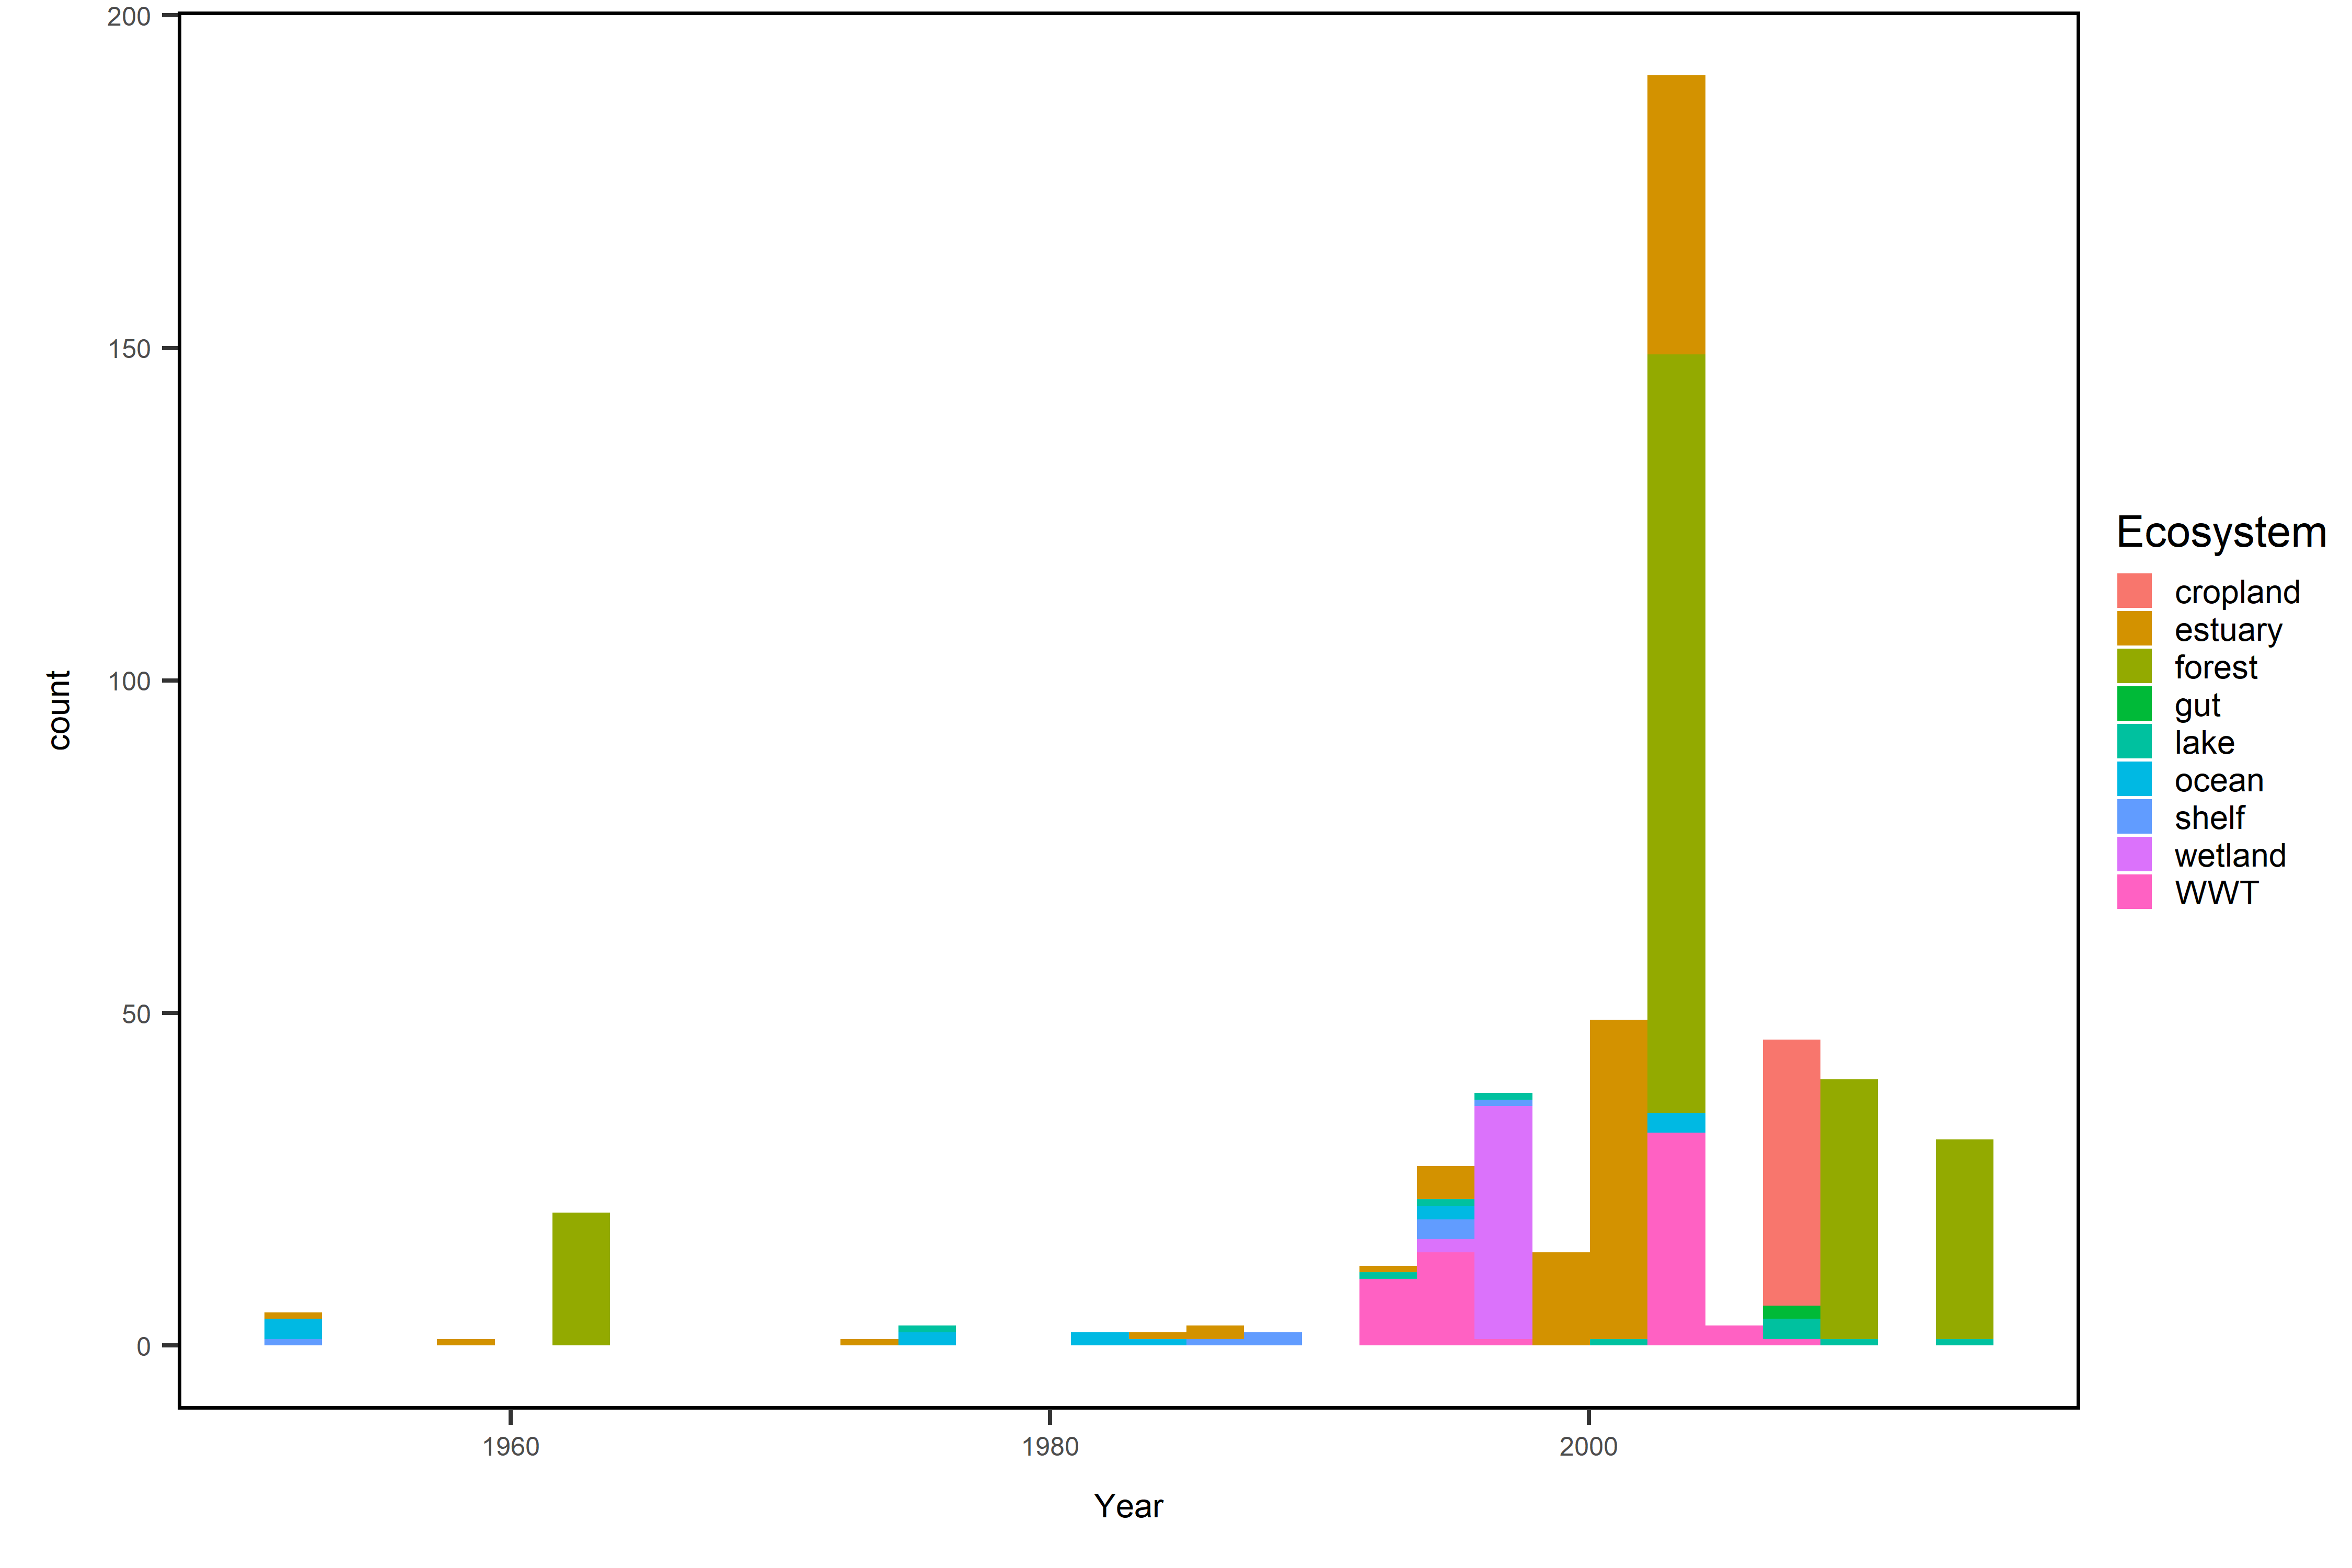 200
150
100
50
0
count
1960 1980 2000
Year
Ecosystem
cropland
estuary
forest
gut
lake
ocean
shelf
wetland
WWT